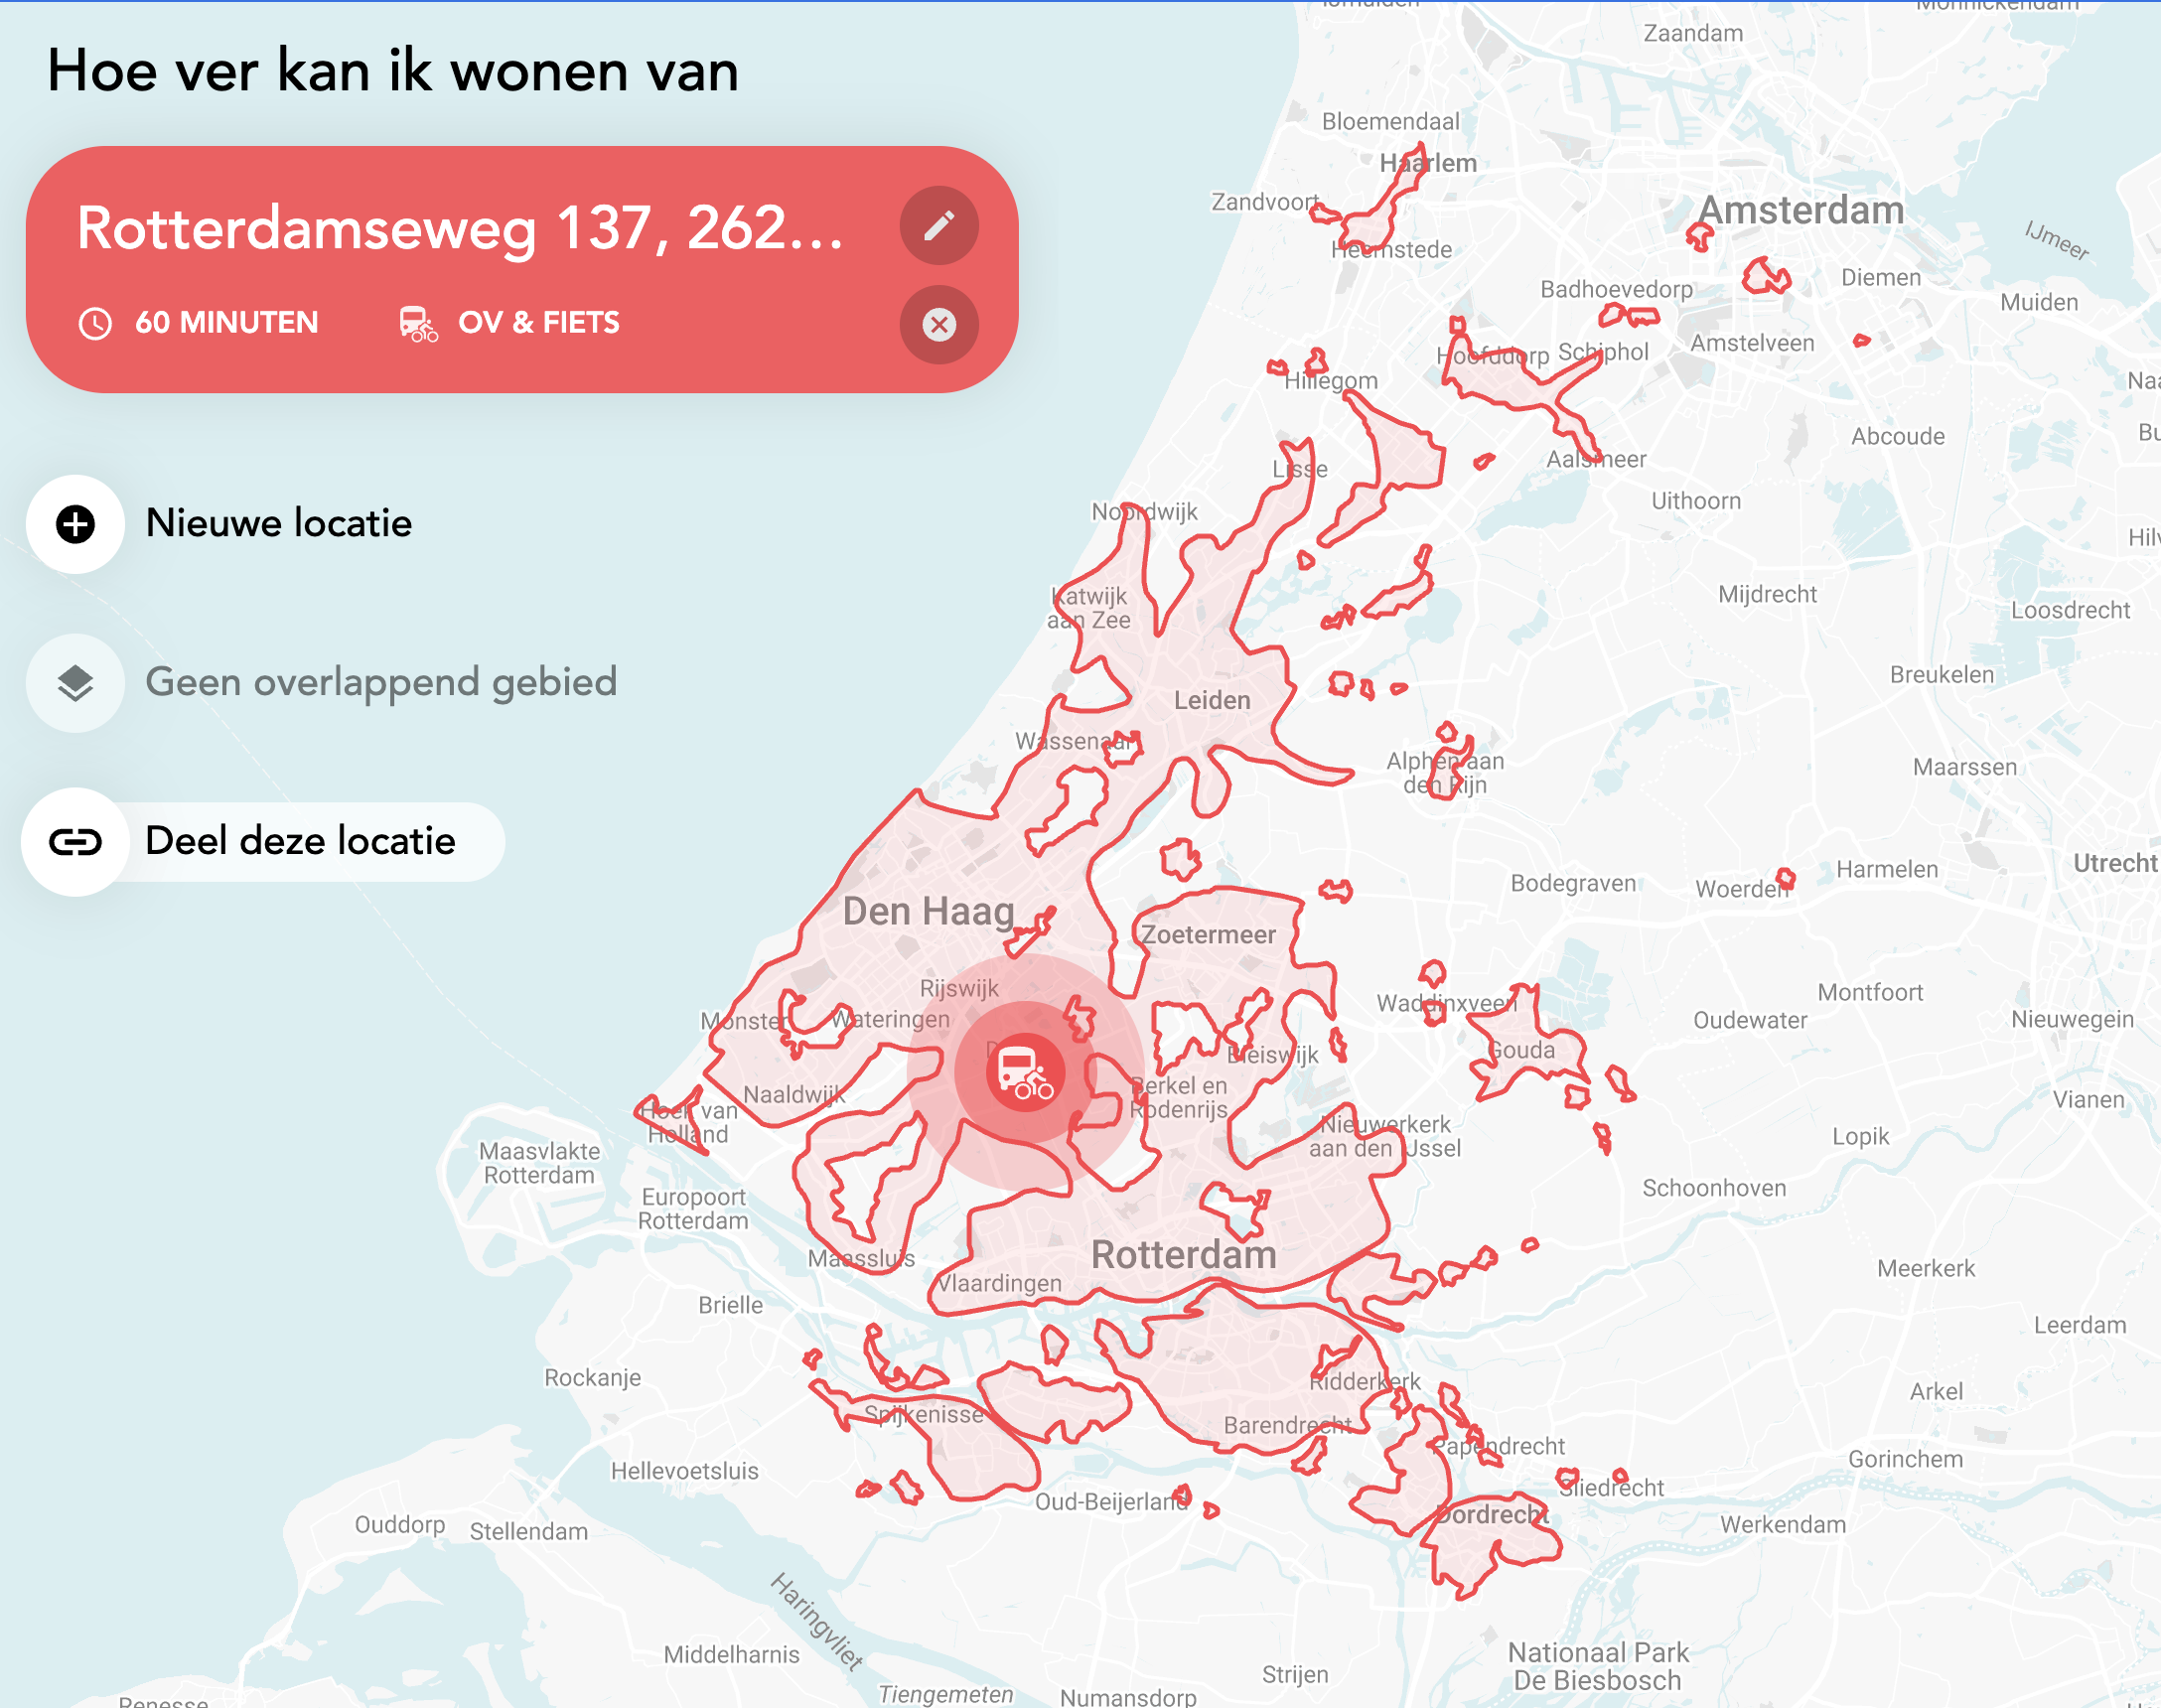 Hoe ver kan ik wonen van
Rotterdamseweg 137, 262...
60 MINUTEN
OV & FIETS
Nieuwe locatie
Geen overlappend gebied
Deel deze locatie
Zaandam
Bloemendaal
Haarlem
Zandvoort
Heemstede
Amsterdam
IJmeer
Badhoevedorp
Diemen
Muiden
Hoofddorp
Schiphol
Amstelveen
Hillegom
Abcoude
Aalsmeer
Lisse
Uithoorn
Noordwijk
Katwijk
aan Zee
Mijdrecht
Loosdrecht
Breukelen
Leiden
Wassenaar
Alphen aan
den Rijn
Maarssen
Utrecht
Harmelen
Bodegraven
Woerden
Den Haag
Zoetermeer
Rijswijk
Waddinxveen
Montfoort
Monster
Wateringen
Oudewater
Nieuwegein
Bleiswijk
Gouda
Naaldwijk
Berkel en
Rodenrijs
Vianen
Hoek van
Holland
Nieuwerkerk
aan den IJssel
Lopik
Maasvlakte
Rotterdam
Europoort
Rotterdam
Schoonhoven
Maassluis
Rotterdam
Vlaardingen
Meerkerk
Brielle
Leerdam
Rockanje
Ridderkerk
Arkel
Spijkenisse
Barendrecht
Papendrecht
Gorinchem
Hellevoetsluis
Sliedrecht
Oud-Beijerland
Dordrecht
Werkendam
Ouddorp
Stellendam
Haringvliet
Middelharnis
Strijen
Nationaal Park
De Biesbosch
Tiengemeten
Numansdorp
Renesse